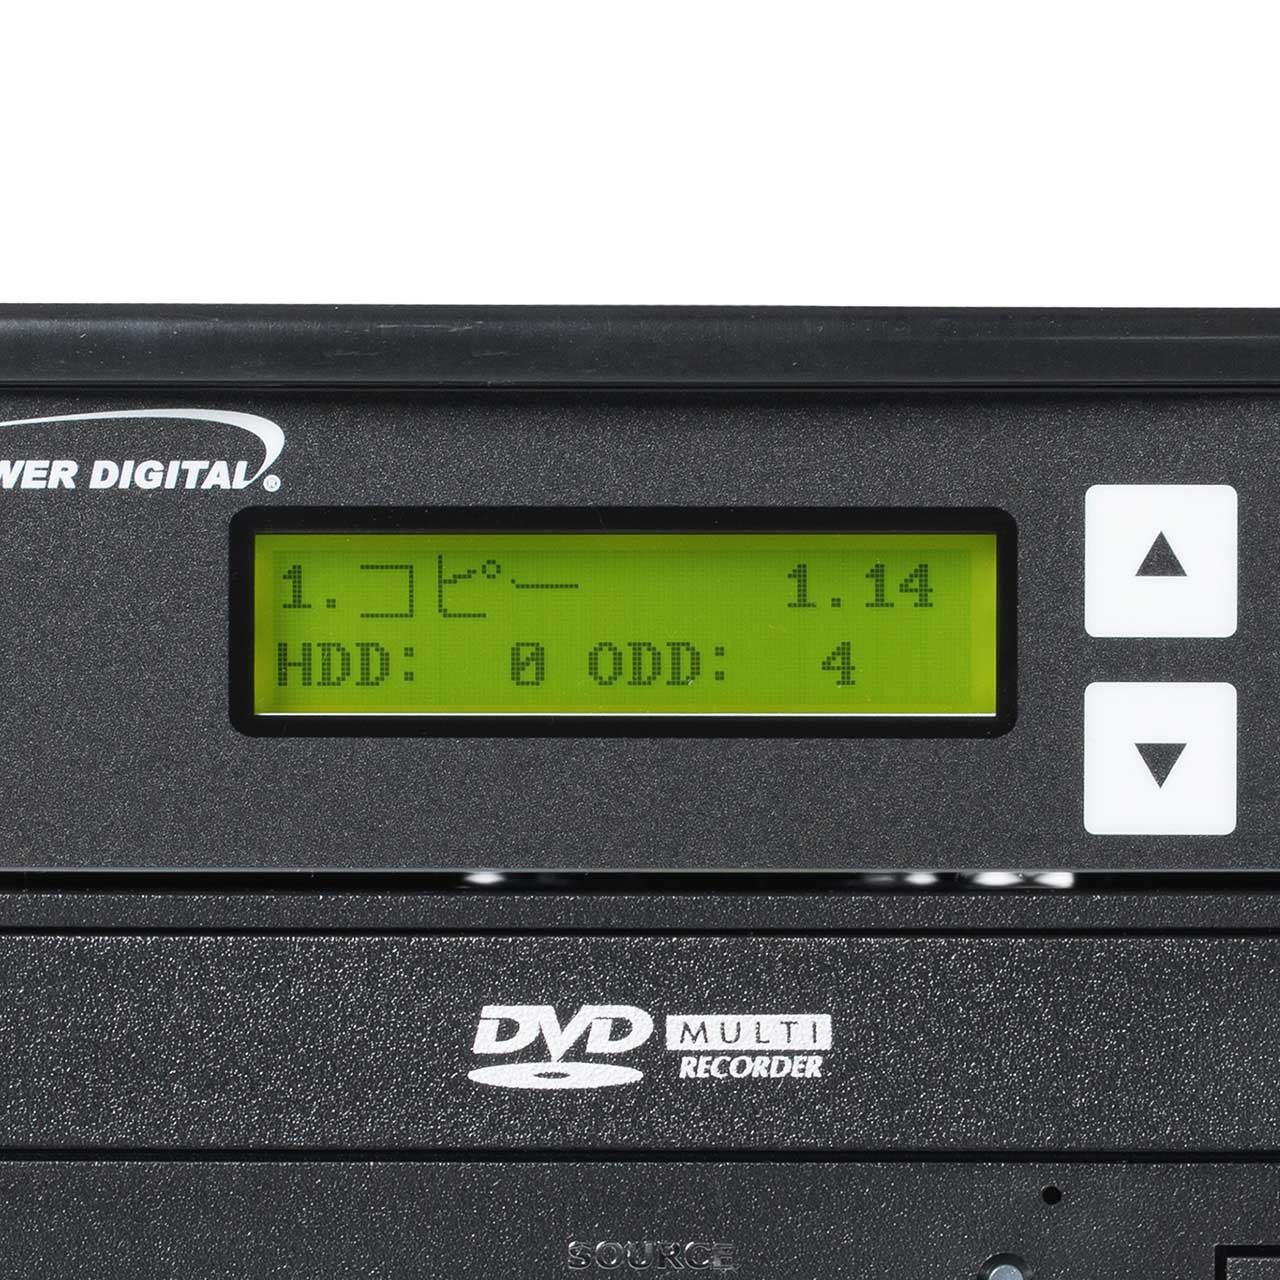 WER DIGITAL®
1.コピー 1.14
HDD: 0 ODD: 4
▲
▼
DVD MULTI
RECORDER
SOURCE